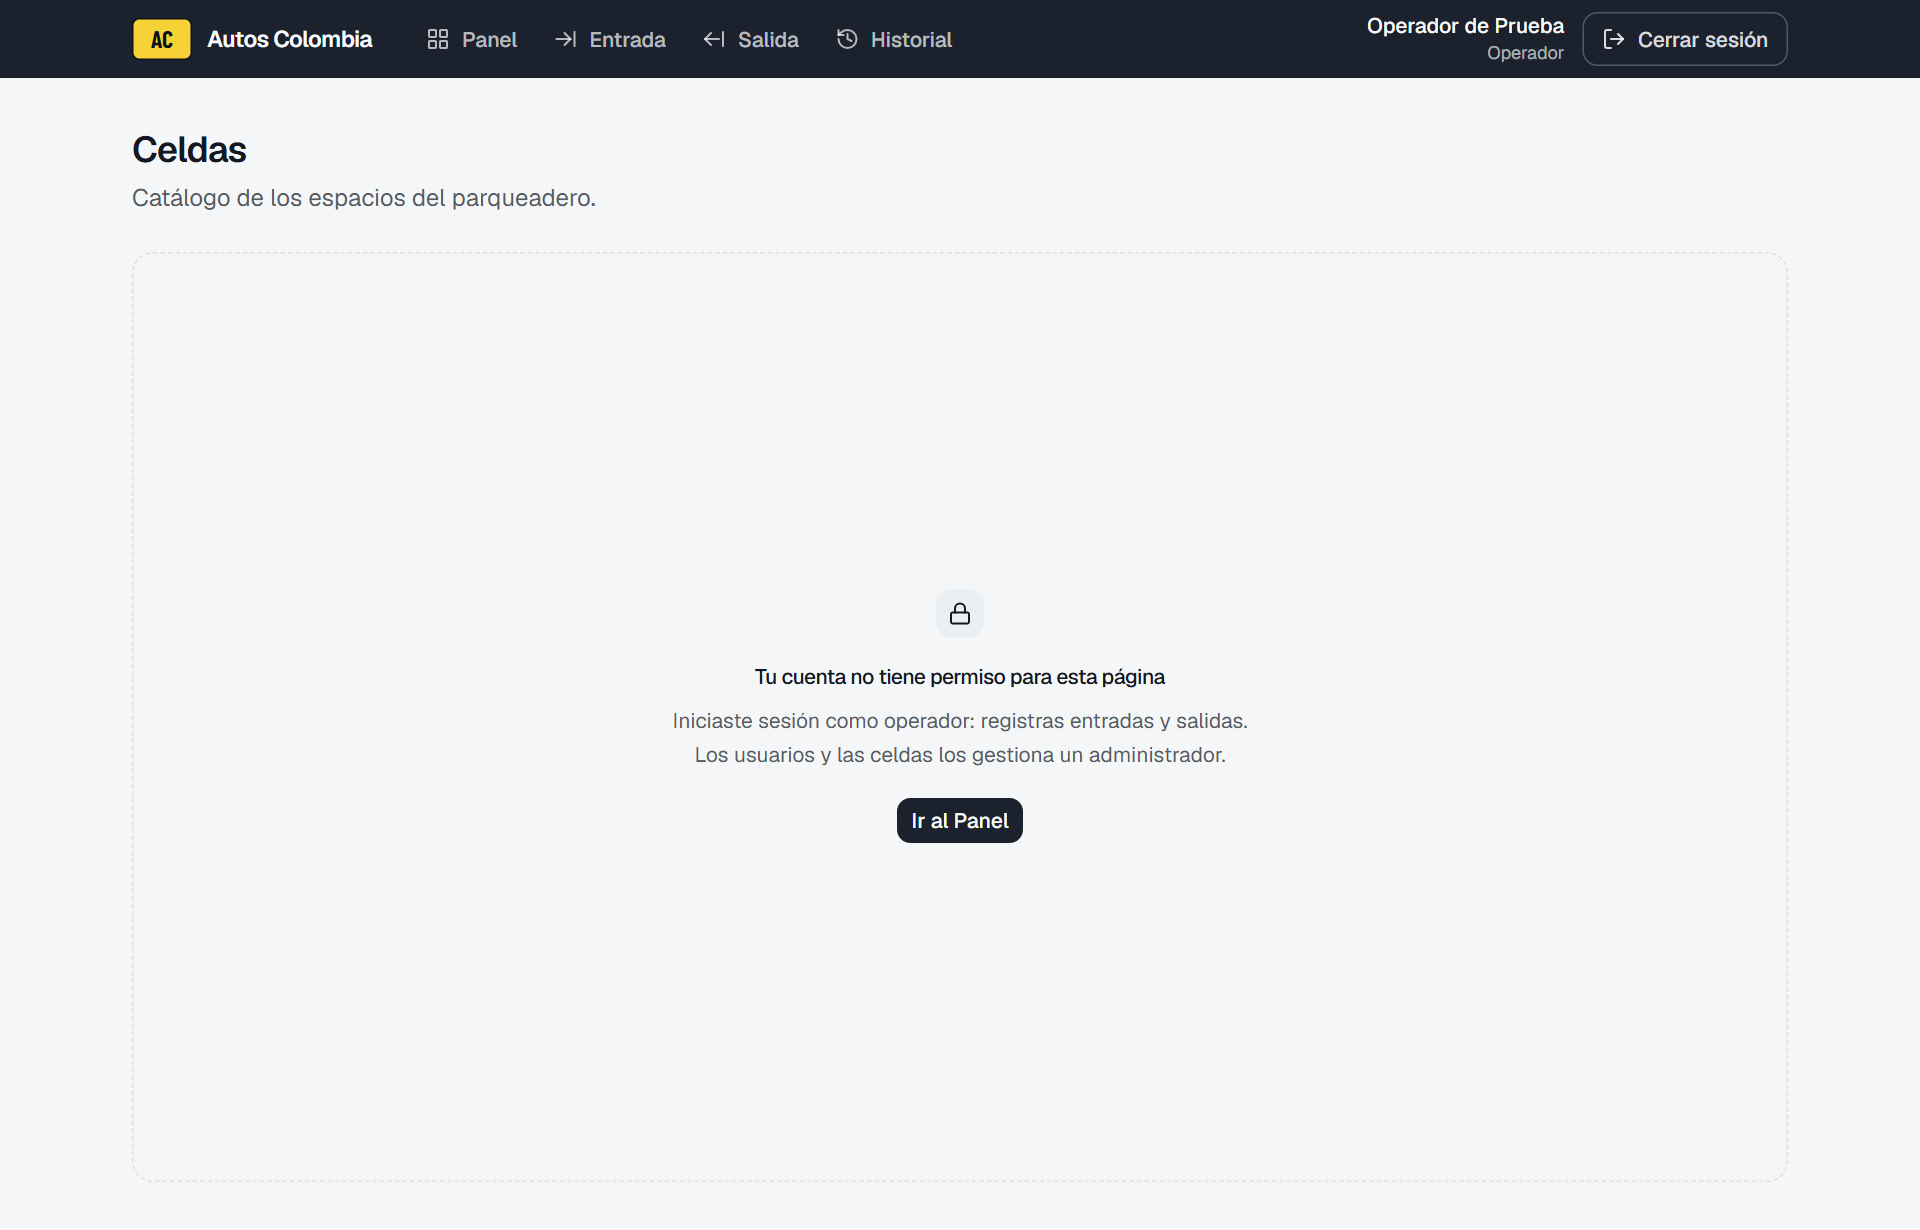 AC
Autos Colombia
Panel
Entrada
Salida
Historial
Operador de Prueba
Operador
Cerrar sesión
Celdas
Catálogo de los espacios del parqueadero.
Tu cuenta no tiene permiso para esta página
Iniciaste sesión como operador: registras entradas y salidas.
Los usuarios y las celdas los gestiona un administrador.
Ir al Panel